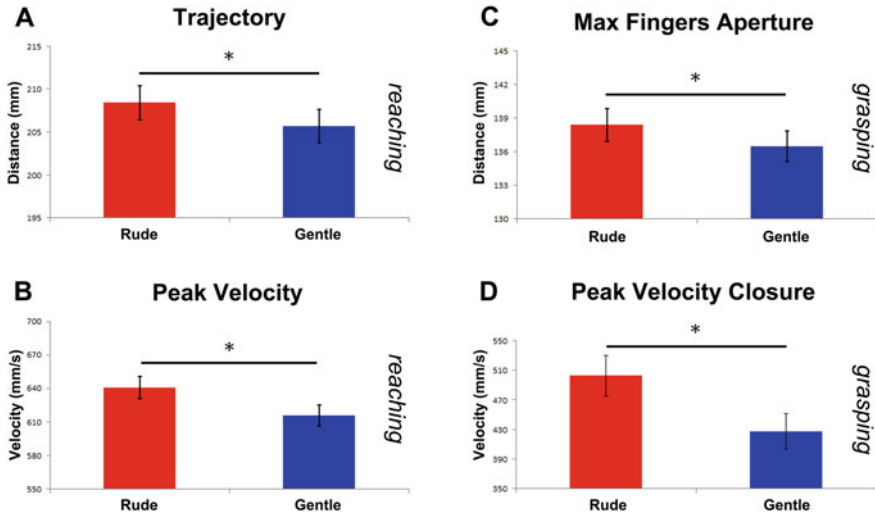 A
Trajectory
Distance (mm)
215
210
205
200
195
*
reaching
Rude
Gentle
C
Max Fingers Aperture
Distance (mm)
145
142
139
136
133
130
*
grasping
Rude
Gentle
B
Peak Velocity
Velocity (mm/s)
700
670
640
610
580
550
*
reaching
Rude
Gentle
D
Peak Velocity Closure
Velocity (mm/s)
550
510
470
430
390
350
*
grasping
Rude
Gentle